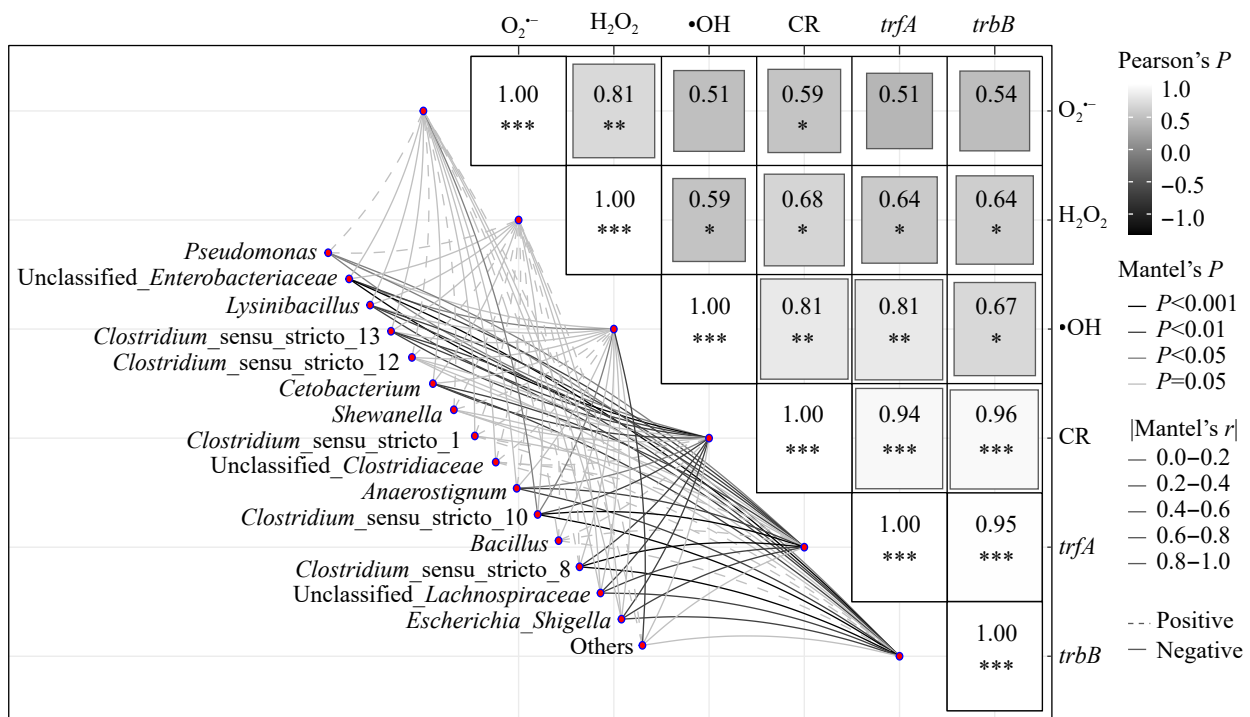 O₂•⁻ H₂O₂ •OH CR trfA trbB
Pearson's P
1.0
0.5
0.0
−0.5
−1.0
1.00 0.81 0.51 0.59 0.51 0.54 O₂•⁻
*** ** *
1.00 0.59 0.68 0.64 0.64 H₂O₂
*** * * * *
Pseudomonas
Unclassified_Enterobacteriaceae
Lysinibacillus
Clostridium_sensu_stricto_13
Clostridium_sensu_stricto_12
Cetobacterium
Shewanella
Clostridium_sensu_stricto_1
Unclassified_Clostridiaceae
Anaerostignum
Clostridium_sensu_stricto_10
Bacillus
Clostridium_sensu_stricto_8
Unclassified_Lachnospiraceae
Escherichia_Shigella
Others
1.00 0.81 0.81 0.67 •OH
*** ** ** *
1.00 0.94 0.96 CR
*** *** ***
1.00 0.95 trfA
*** ***
1.00 trbB
***
Mantel's P
P<0.001
P<0.01
P<0.05
P=0.05
|Mantel's r|
0.0−0.2
0.2−0.4
0.4−0.6
0.6−0.8
0.8−1.0
Positive
Negative